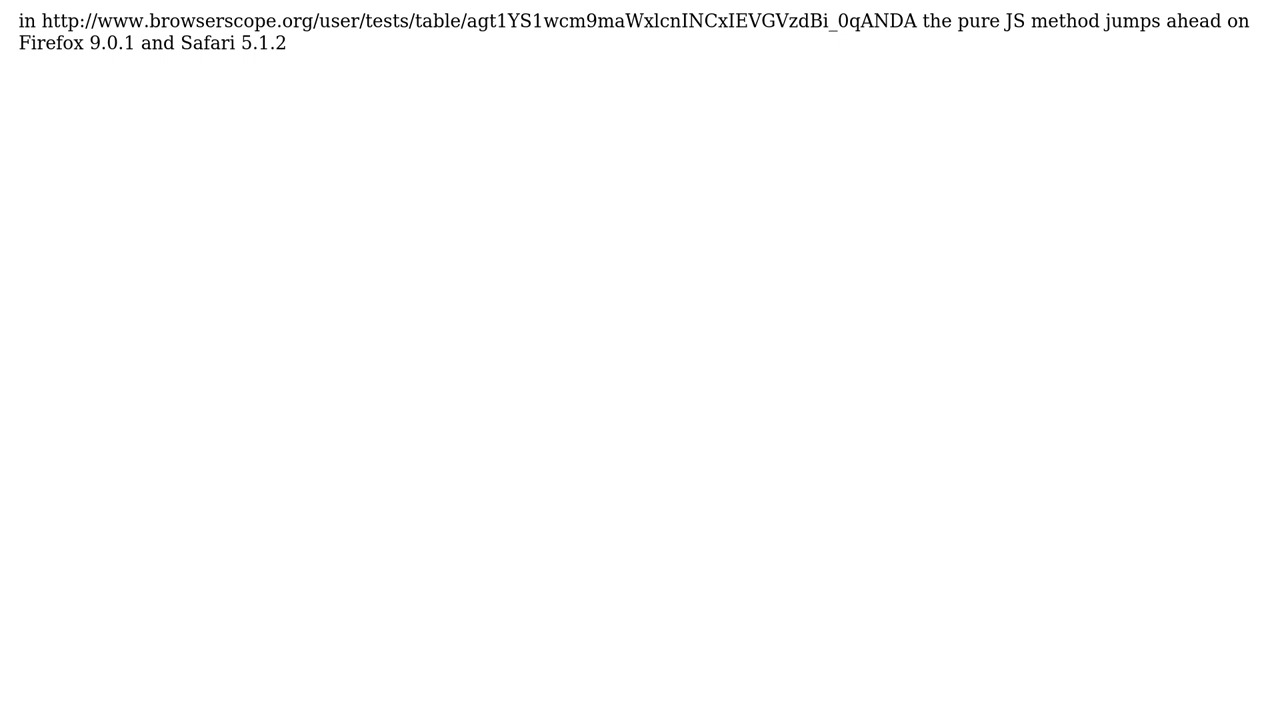 in http://www.browserscope.org/user/tests/table/agt1YS1wcm9maWxlcnINCxIEVGVzdBi_0qANDA the pure JS method jumps ahead on
Firefox 9.0.1 and Safari 5.1.2